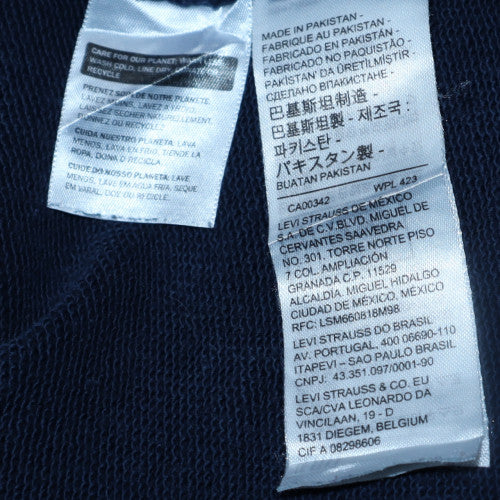 CARE FOR OUR PLANET:
WASH COLD, LINE DRY,
RECYCLE
PRENEZ SOIN DE NOTRE PLANÈTE.
LAVEZ MOINS, LAVEZ À FROID,
SÉCHER NATURELLEMENT,
DONNEZ OU RECYCLEZ.
CUIDA NUESTRO PLANETA, LAVA
MENOS, LAVA EN FRÍO, TIENDE LA
ROPA, DONA O RECICLA.
CUIDE DO NOSSO PLANETA: LAVE
MENOS, LAVE EM ÁGUA FRIA, SEQUE
EM VARAL, DOE OU RECICLE.
MADE IN PAKISTAN -
FABRIQUÉ AU PAKISTAN -
FABRICADO EN PAKISTÁN -
FABRICADO NO PAQUISTÃO -
PAKİSTAN'DA ÜRETİLMİŞTİR -
СДЕЛАНО ВПАКИСТАНЕ -
巴基斯坦制造 -
巴基斯坦製 - 제조국:
파키스탄 -
パキスタン製 -
BUATAN PAKISTAN
CA00342 WPL 423
LEVI STRAUSS DE MÉXICO
S.A. DE C.V.BLVD. MIGUEL DE
CERVANTES SAAVEDRA
NO. 301, TORRE NORTE PISO
7 COL. AMPLIACIÓN
GRANADA C.P. 11529
ALCALDÍA. MIGUEL HIDALGO
CIUDAD DE MÉXICO, MÉXICO
RFC: LSM660818M98
LEVI STRAUSS DO BRASIL
AV. PORTUGAL, 400 06690-110
ITAPEVI – SAO PAULO BRASIL
CNPJ: 43.351.097/0001-90
LEVI STRAUSS & CO. EU
SCA/CVA LEONARDO DA
VINCILAAN, 19 - D
1831 DIEGEM, BELGIUM
CIF A 08298606